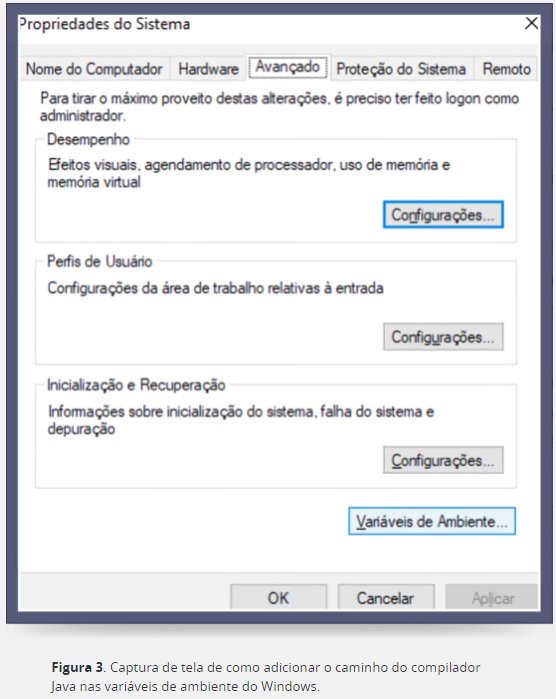 Propriedades do Sistema
Nome do Computador Hardware Avançado Proteção do Sistema Remoto
Para tirar o máximo proveito destas alterações, é preciso ter feito logon como
administrador.
Desempenho
Efeitos visuais, agendamento de processador, uso de memória e
memória virtual
Configurações...
Perfis de Usuário
Configurações da área de trabalho relativas à entrada
Configurações...
Inicialização e Recuperação
Informações sobre inicialização do sistema, falha do sistema e
depuração
Configurações...
Variáveis de Ambiente...
OK Cancelar Aplicar
Figura 3. Captura de tela de como adicionar o caminho do compilador
Java nas variáveis de ambiente do Windows.